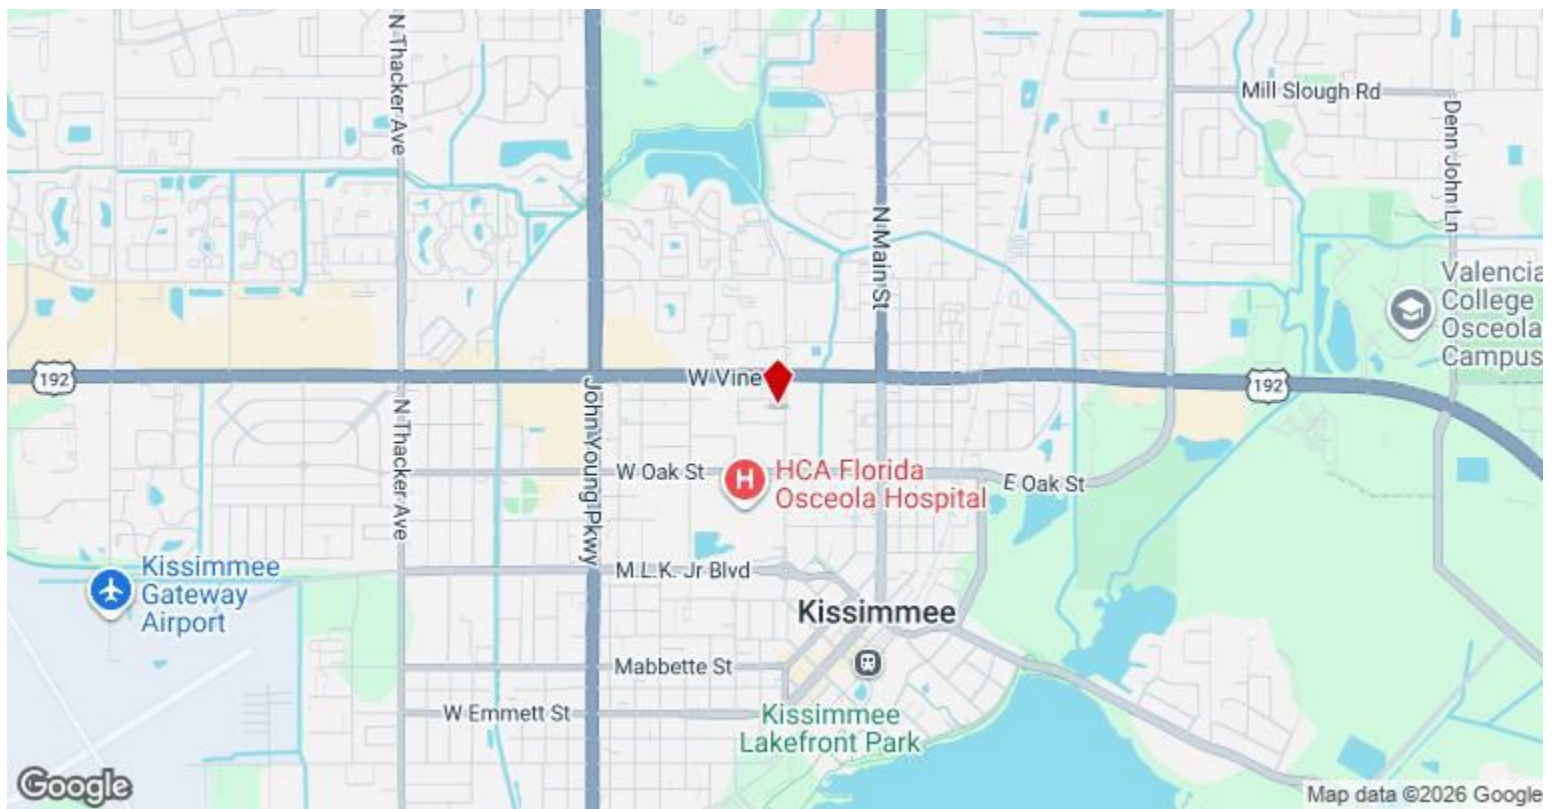 N Thacker Ave
Mill Slough Rd
Denn John Ln
N Main St
Valencia
College
Osceola
Campus
192
W Vine
192
John Young Pkwy
N Thacker Ave
W Oak St
HCA Florida
Osceola Hospital
E Oak St
H
Kissimmee
Gateway
Airport
M.L.K. Jr Blvd
Kissimmee
Mabbette St
W Emmett St
Kissimmee
Lakefront Park
Google
Map data ©2026 Google